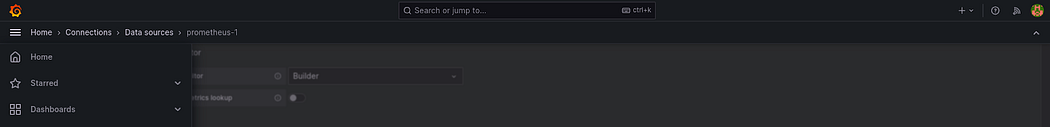 Search or jump to...
ctrl+k
Home › Connections › Data sources › prometheus-1
Home
Starred
Dashboards
Builder
etrics lookup